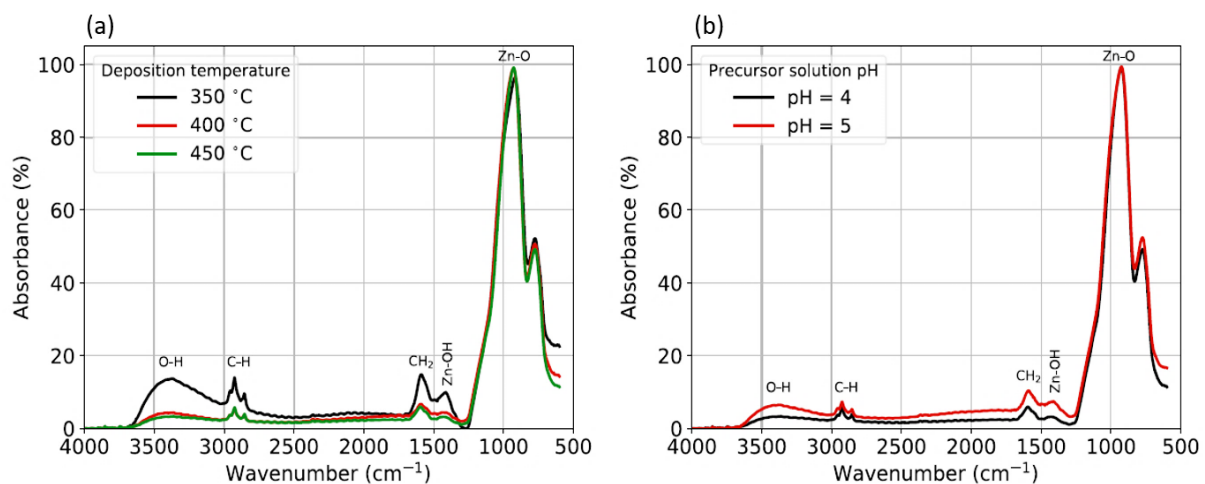 (a)
Deposition temperature
350 °C
400 °C
450 °C
Zn-O
O-H
C-H
CH₂
Zn-OH
100
80
60
40
20
0
4000 3500 3000 2500 2000 1500 1000 500
Absorbance (%)
Wavenumber (cm⁻¹)
(b)
Precursor solution pH
pH = 4
pH = 5
Zn-O
O-H
C-H
CH₂
Zn-OH
100
80
60
40
20
0
4000 3500 3000 2500 2000 1500 1000 500
Absorbance (%)
Wavenumber (cm⁻¹)